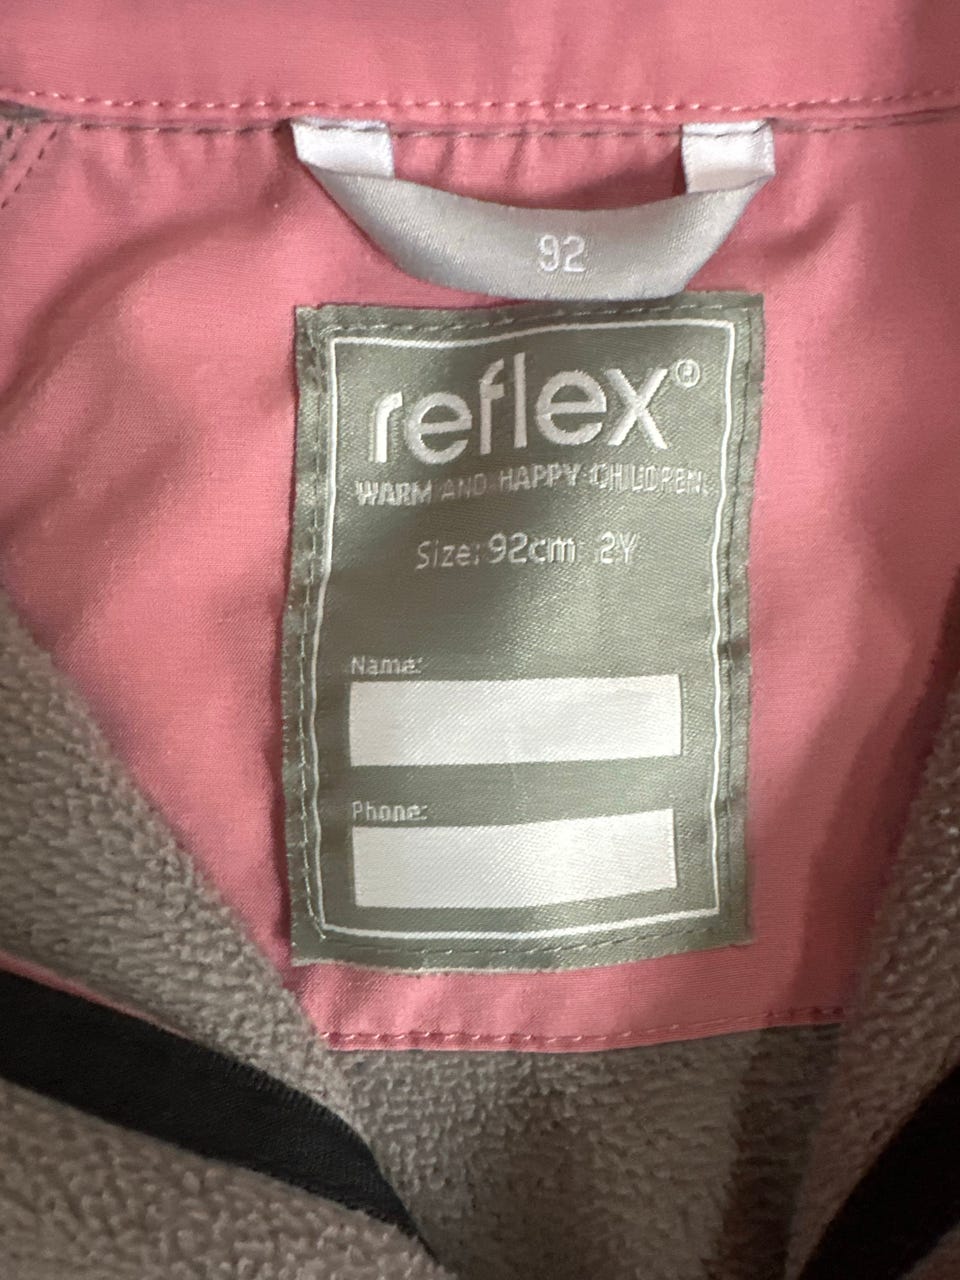 92
reflex®
WARM AND HAPPY CHILDREN
Size: 92cm 2Y
Name:
Phone: